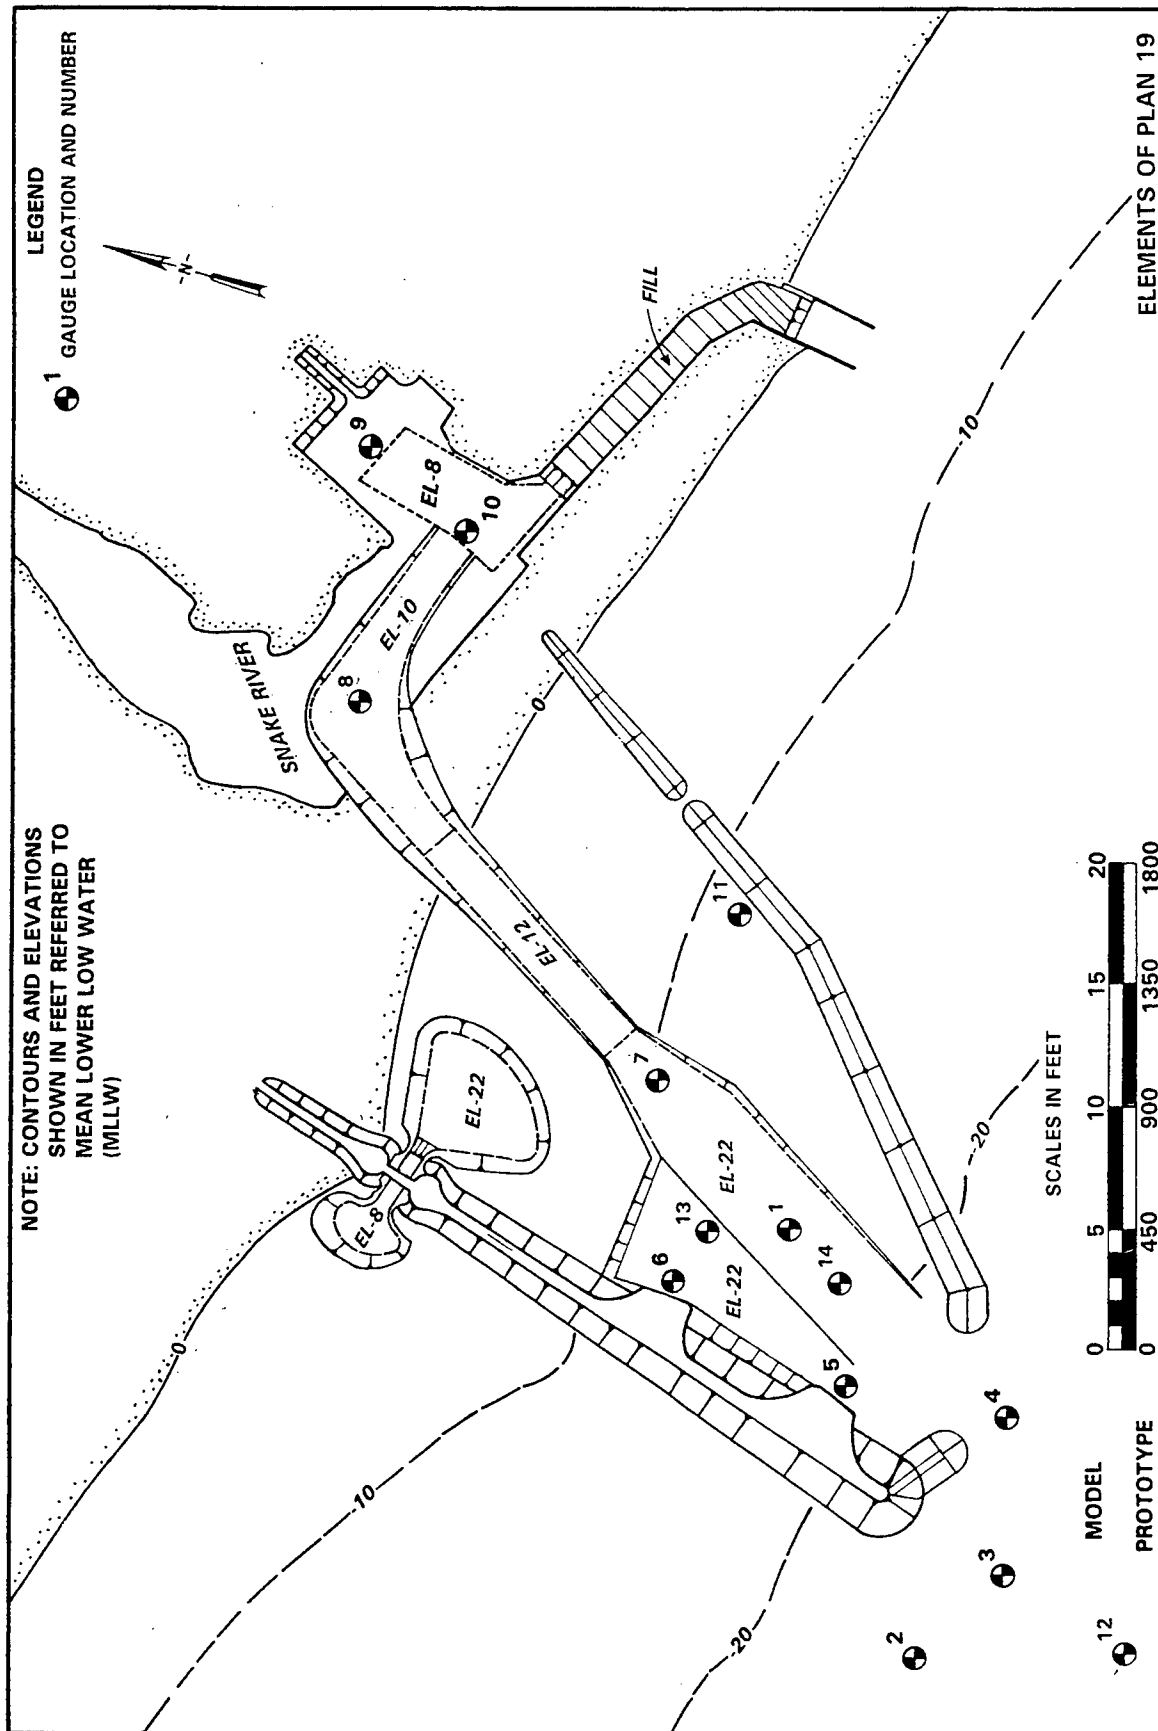 NOTE: CONTOURS AND ELEVATIONS
SHOWN IN FEET REFERRED TO
MEAN LOWER LOW WATER
(MLLW)
LEGEND
1 GAUGE LOCATION AND NUMBER
-N-
SNAKE RIVER
FILL
9
EL-8
10
EL-10
8
0
0
-10
-10
EL-12
EL-22
EL-8
7
11
EL-22
13
1
6
EL-22
14
5
4
-20
-20
3
2
12
SCALES IN FEET
MODEL 0 5 10 15 20
PROTOTYPE 0 450 900 1350 1800
ELEMENTS OF PLAN 19